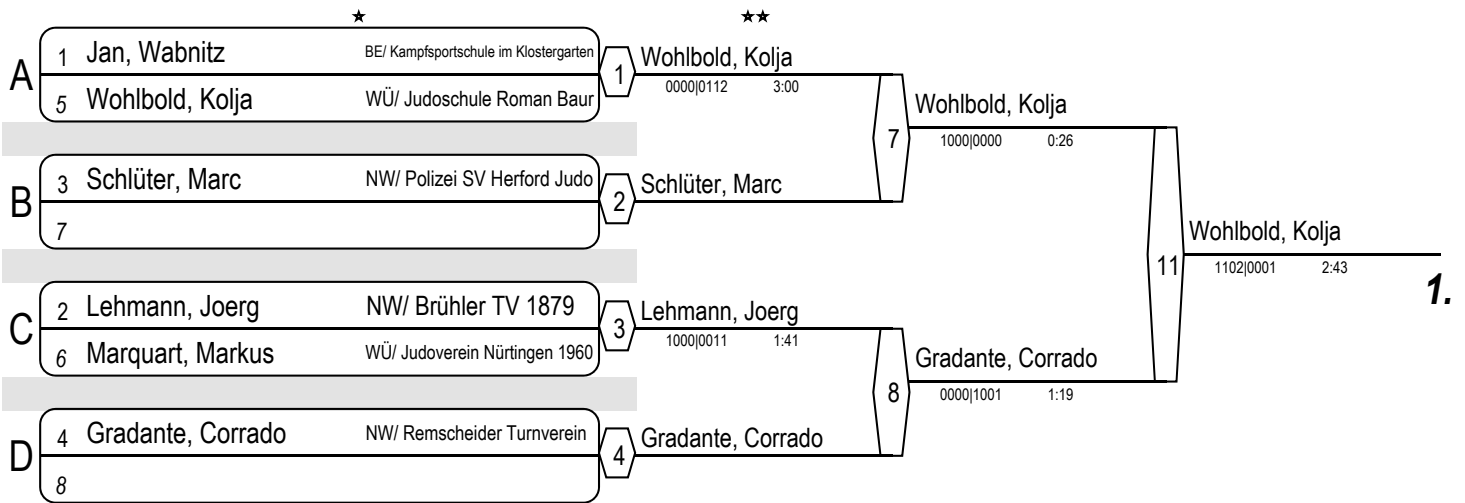 ★ ★★
A
1 Jan, Wabnitz BE/ Kampfsportschule im Klostergarten
5 Wohlbold, Kolja WÜ/ Judoschule Roman Baur
1
Wohlbold, Kolja
0000|0112 3:00
B
3 Schlüter, Marc NW/ Polizei SV Herford Judo
7
2
Schlüter, Marc
7
Wohlbold, Kolja
1000|0000 0:26
C
2 Lehmann, Joerg NW/ Brühler TV 1879
6 Marquart, Markus WÜ/ Judoverein Nürtingen 1960
3
Lehmann, Joerg
1000|0011 1:41
D
4 Gradante, Corrado NW/ Remscheider Turnverein
8
4
Gradante, Corrado
8
Gradante, Corrado
0000|1001 1:19
11
Wohlbold, Kolja
1102|0001 2:43
1.